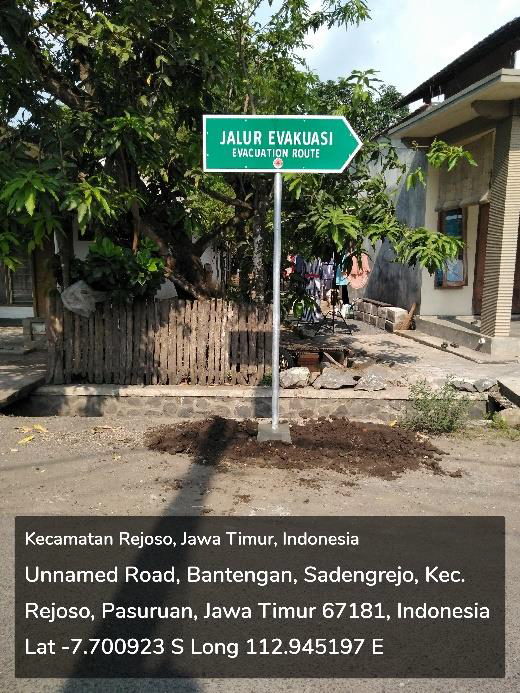 JALUR EVAKUASI
EVACUATION ROUTE
Kecamatan Rejoso, Jawa Timur, Indonesia
Unnamed Road, Bantengan, Sadengrejo, Kec.
Rejoso, Pasuruan, Jawa Timur 67181, Indonesia
Lat -7.700923 S Long 112.945197 E